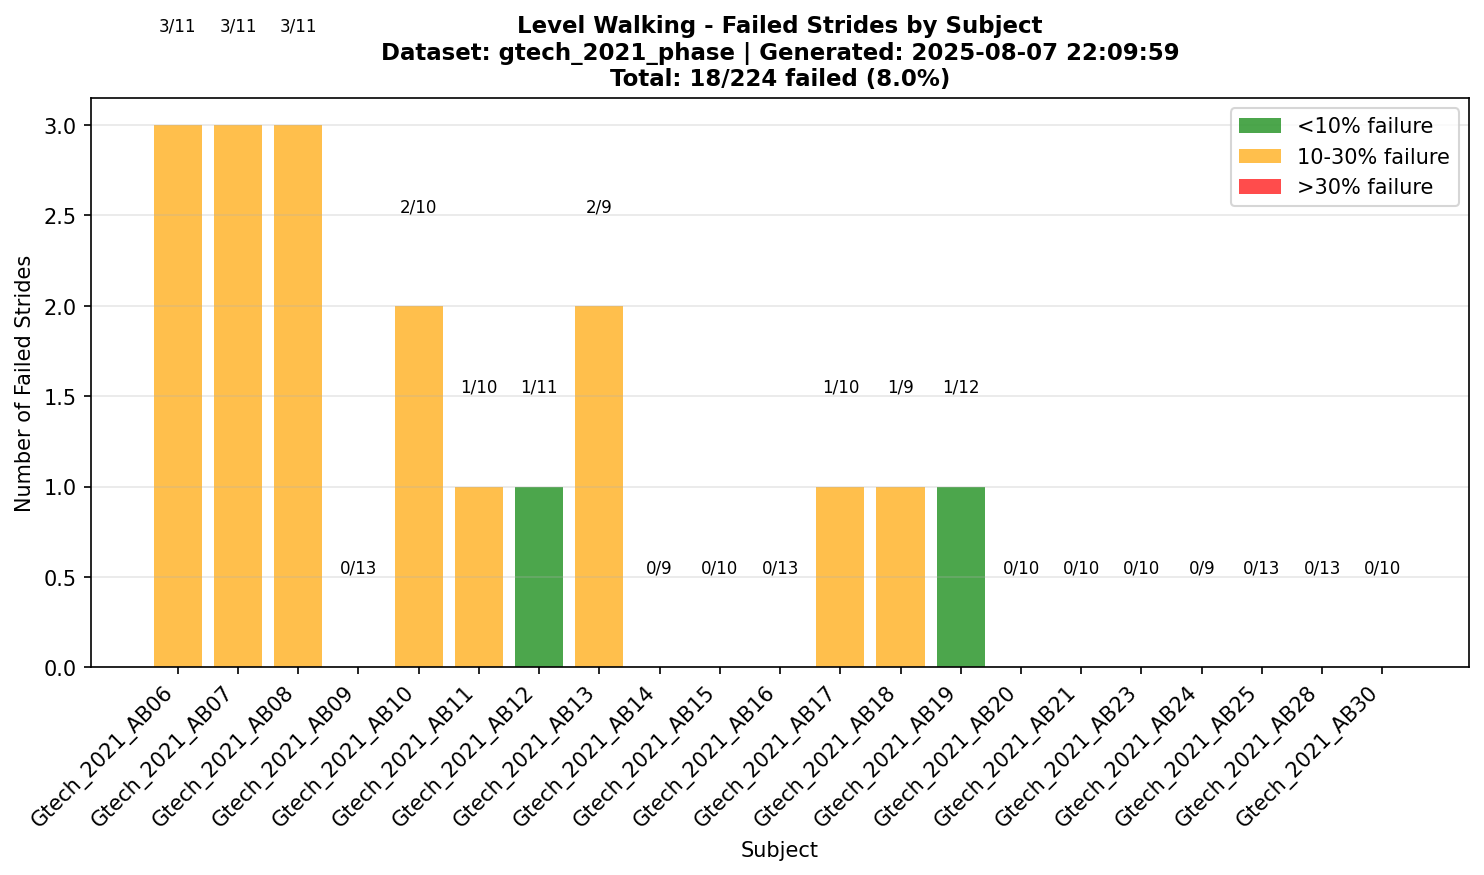 Level Walking - Failed Strides by Subject
Dataset: gtech_2021_phase | Generated: 2025-08-07 22:09:59
Total: 18/224 failed (8.0%)
3/11 3/11 3/11
<10% failure
10-30% failure
>30% failure
2/10 2/9
1/10 1/11 1/10 1/9 1/12
0/13 0/9 0/10 0/13 0/10 0/10 0/10 0/9 0/13 0/13 0/10
Number of Failed Strides
3.0
2.5
2.0
1.5
1.0
0.5
0.0
Gtech_2021_AB06
Gtech_2021_AB07
Gtech_2021_AB08
Gtech_2021_AB09
Gtech_2021_AB10
Gtech_2021_AB11
Gtech_2021_AB12
Gtech_2021_AB13
Gtech_2021_AB14
Gtech_2021_AB15
Gtech_2021_AB16
Gtech_2021_AB17
Gtech_2021_AB18
Gtech_2021_AB19
Gtech_2021_AB20
Gtech_2021_AB21
Gtech_2021_AB23
Gtech_2021_AB24
Gtech_2021_AB25
Gtech_2021_AB28
Gtech_2021_AB30
Subject